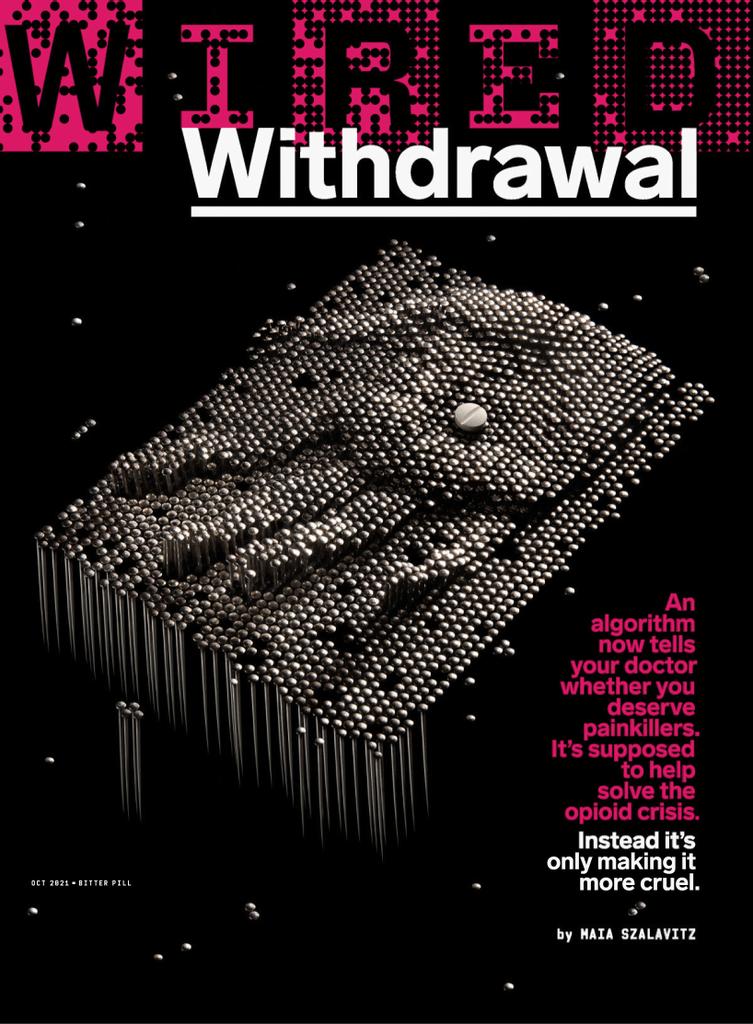 WIRED
Withdrawal
An
algorithm
now tells
your doctor
whether you
deserve
painkillers.
It's supposed
to help
solve the
opioid crisis.
Instead it's
only making it
more cruel.
OCT 2021 – BITTER PILL
by MAIA SZALAVITZ